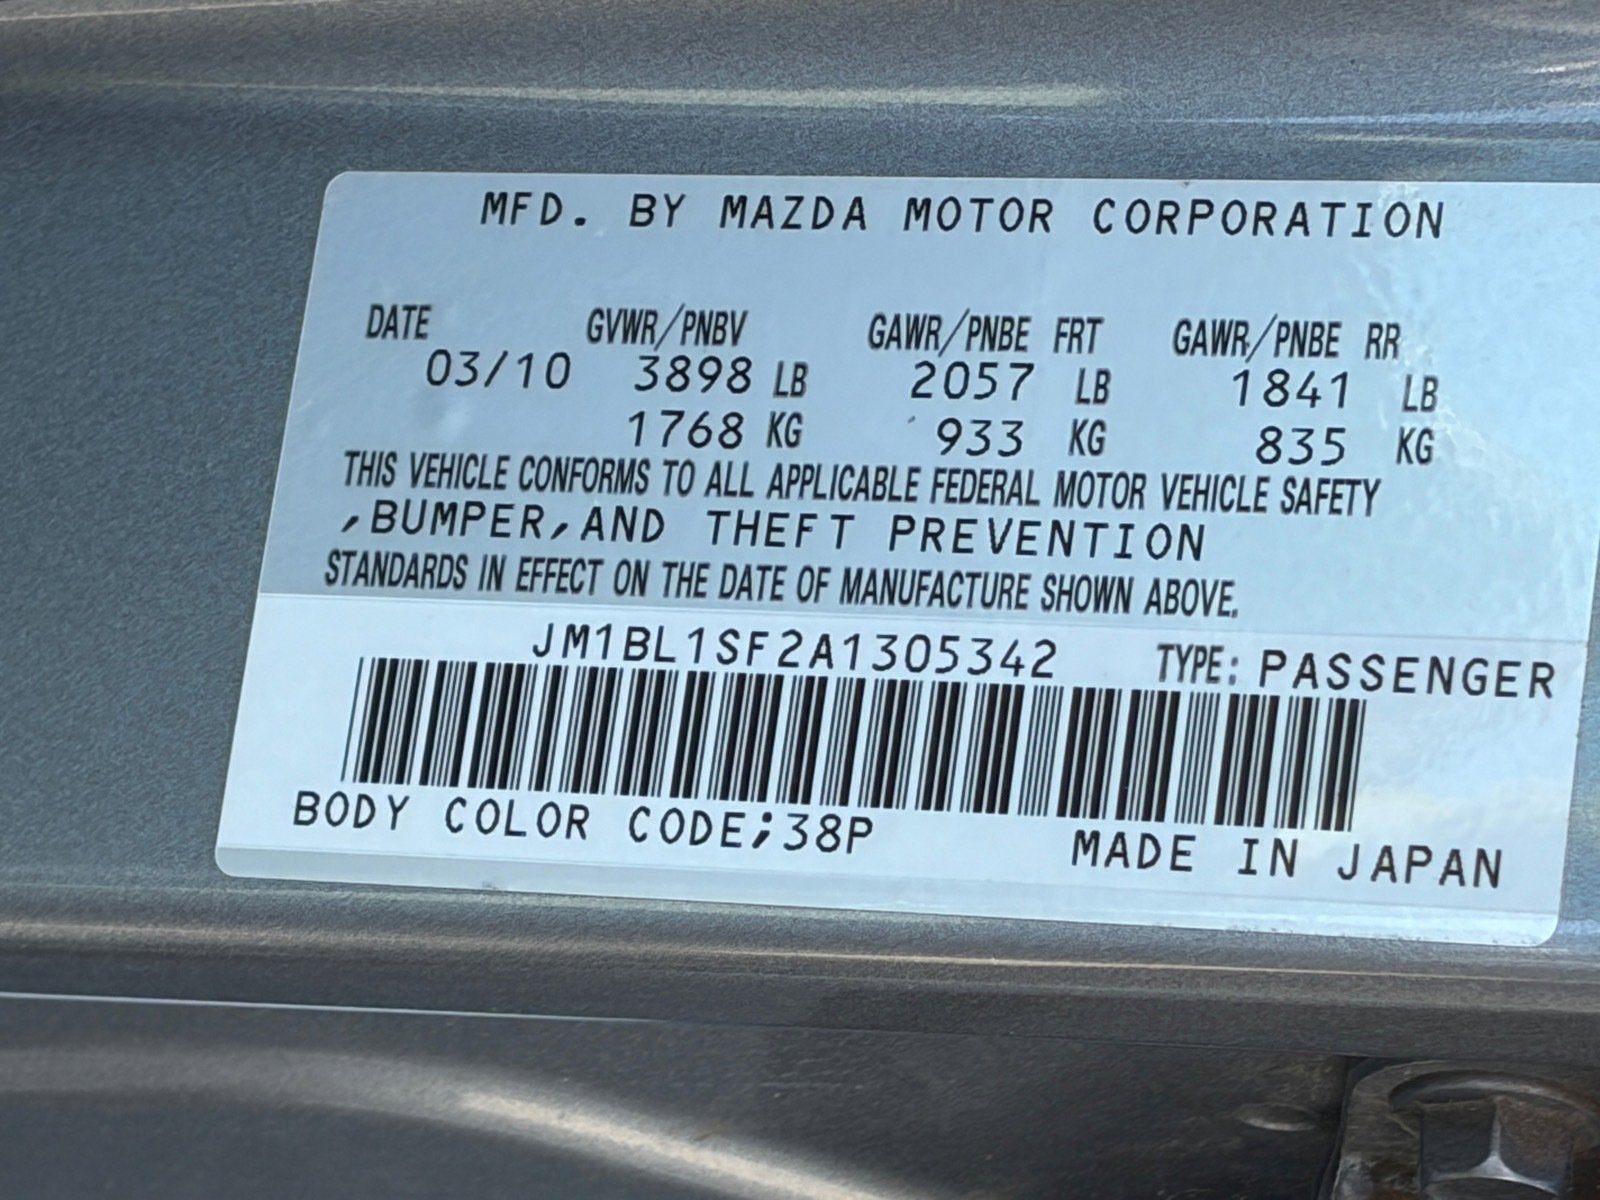 MFD. BY MAZDA MOTOR CORPORATION
DATE GVWR/PNBV GAWR/PNBE FRT GAWR/PNBE RR
03/10 3898 LB 2057 LB 1841 LB
1768 KG 933 KG 835 KG
THIS VEHICLE CONFORMS TO ALL APPLICABLE FEDERAL MOTOR VEHICLE SAFETY
,BUMPER,AND THEFT PREVENTION
STANDARDS IN EFFECT ON THE DATE OF MANUFACTURE SHOWN ABOVE.
JM1BL1SF2A1305342 TYPE: PASSENGER
BODY COLOR CODE;38P MADE IN JAPAN